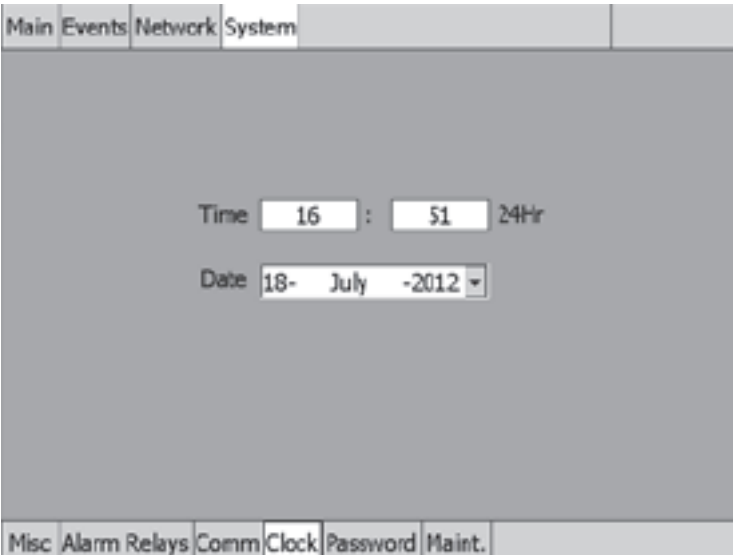 Main Events Network System
Time 16 : 51 24Hr
Date 18- July -2012
Misc Alarm Relays Comm Clock Password Maint.